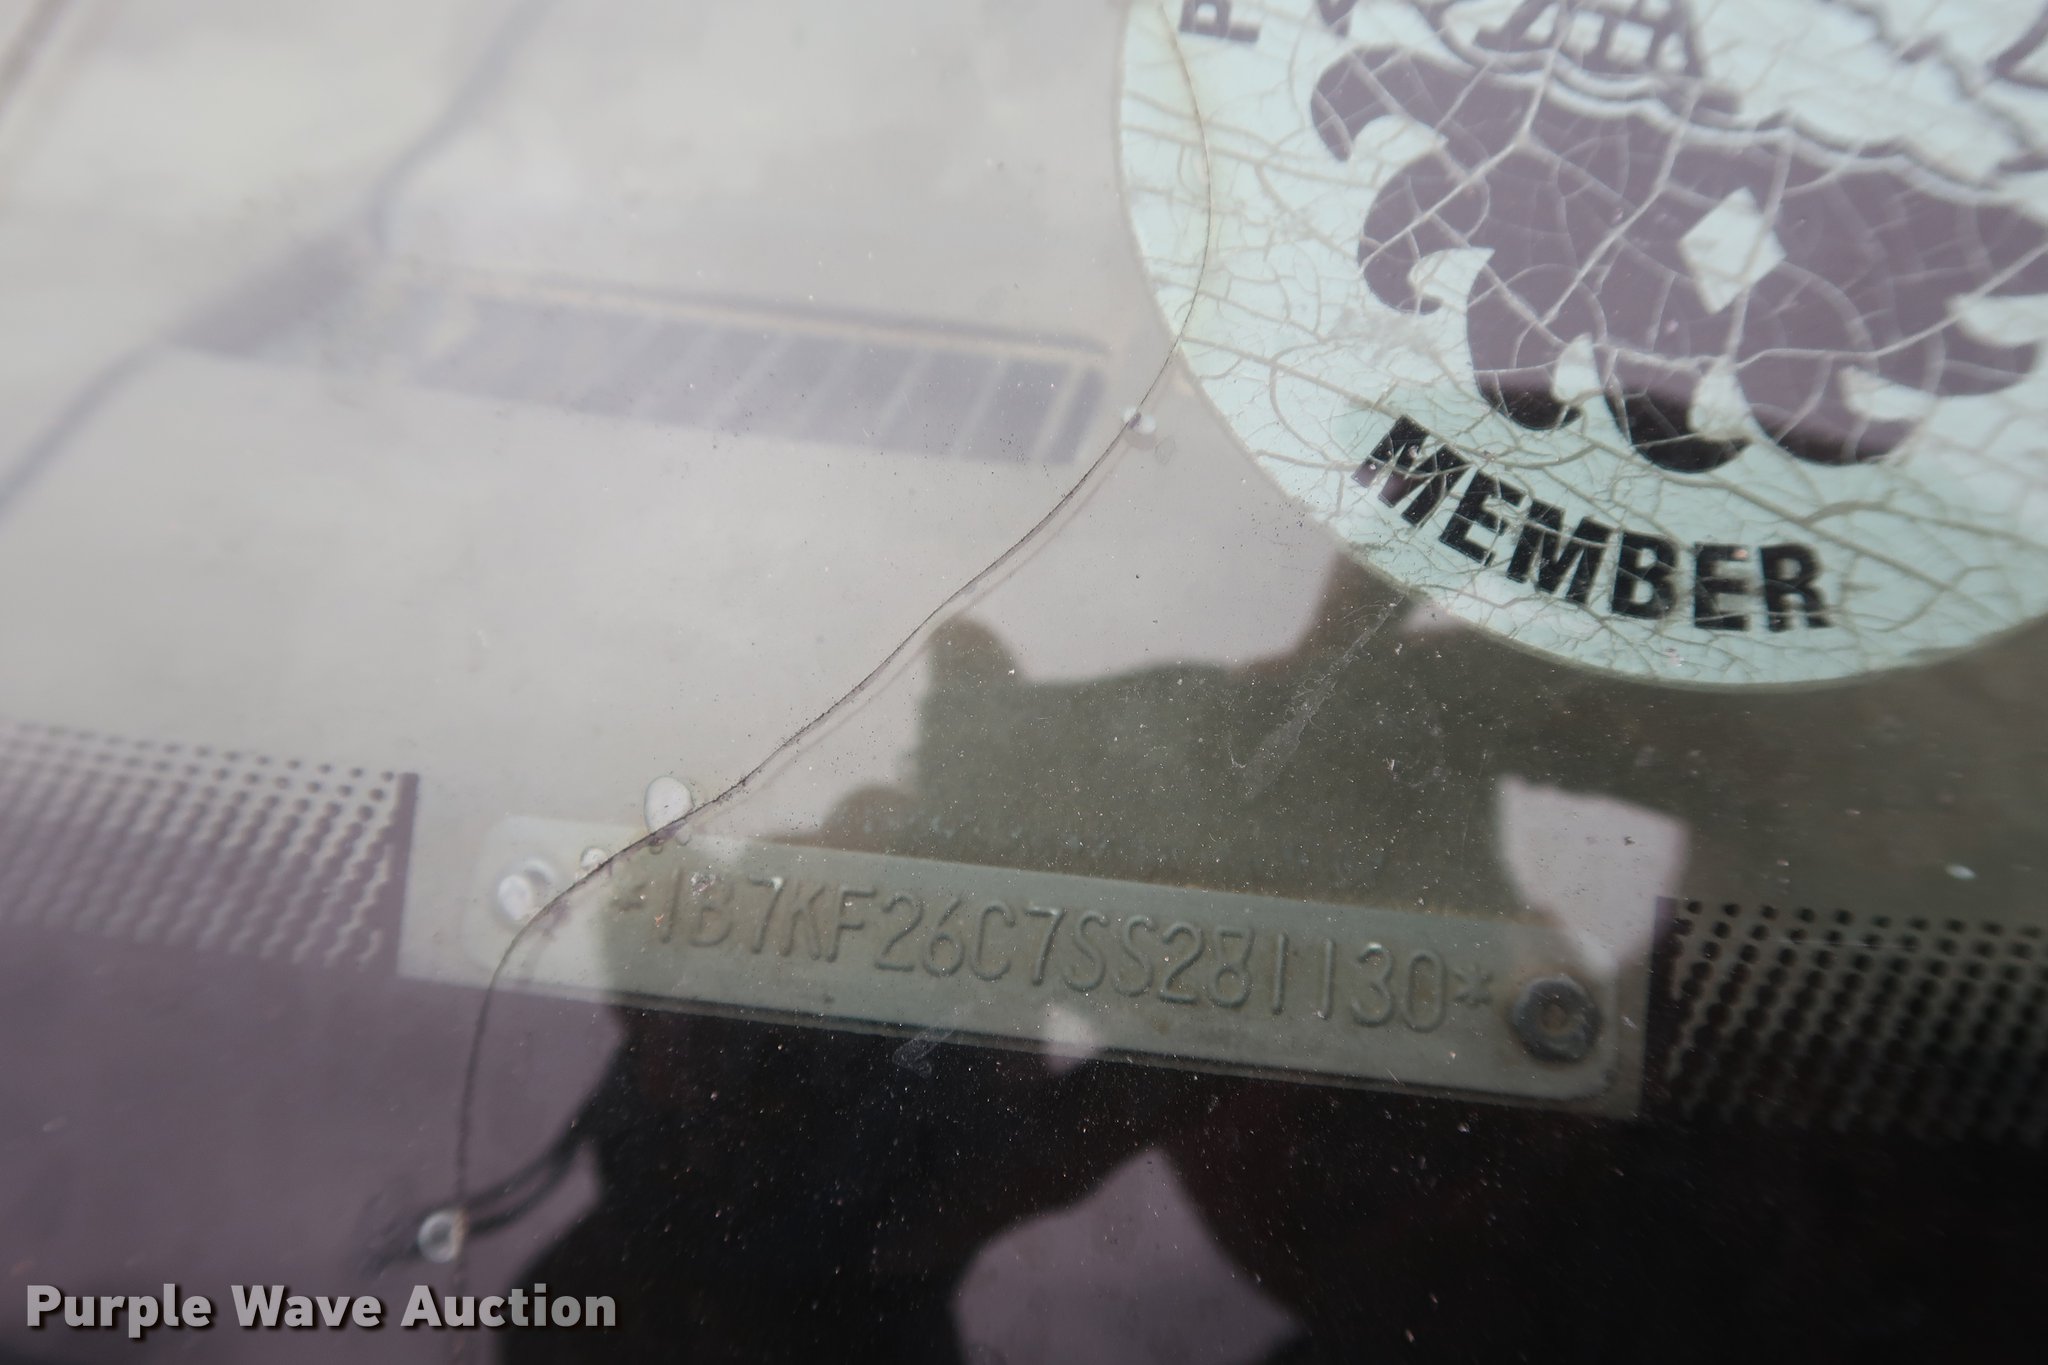 P
MEMBER
*1B7KF26C7SS281130*
Purple Wave Auction